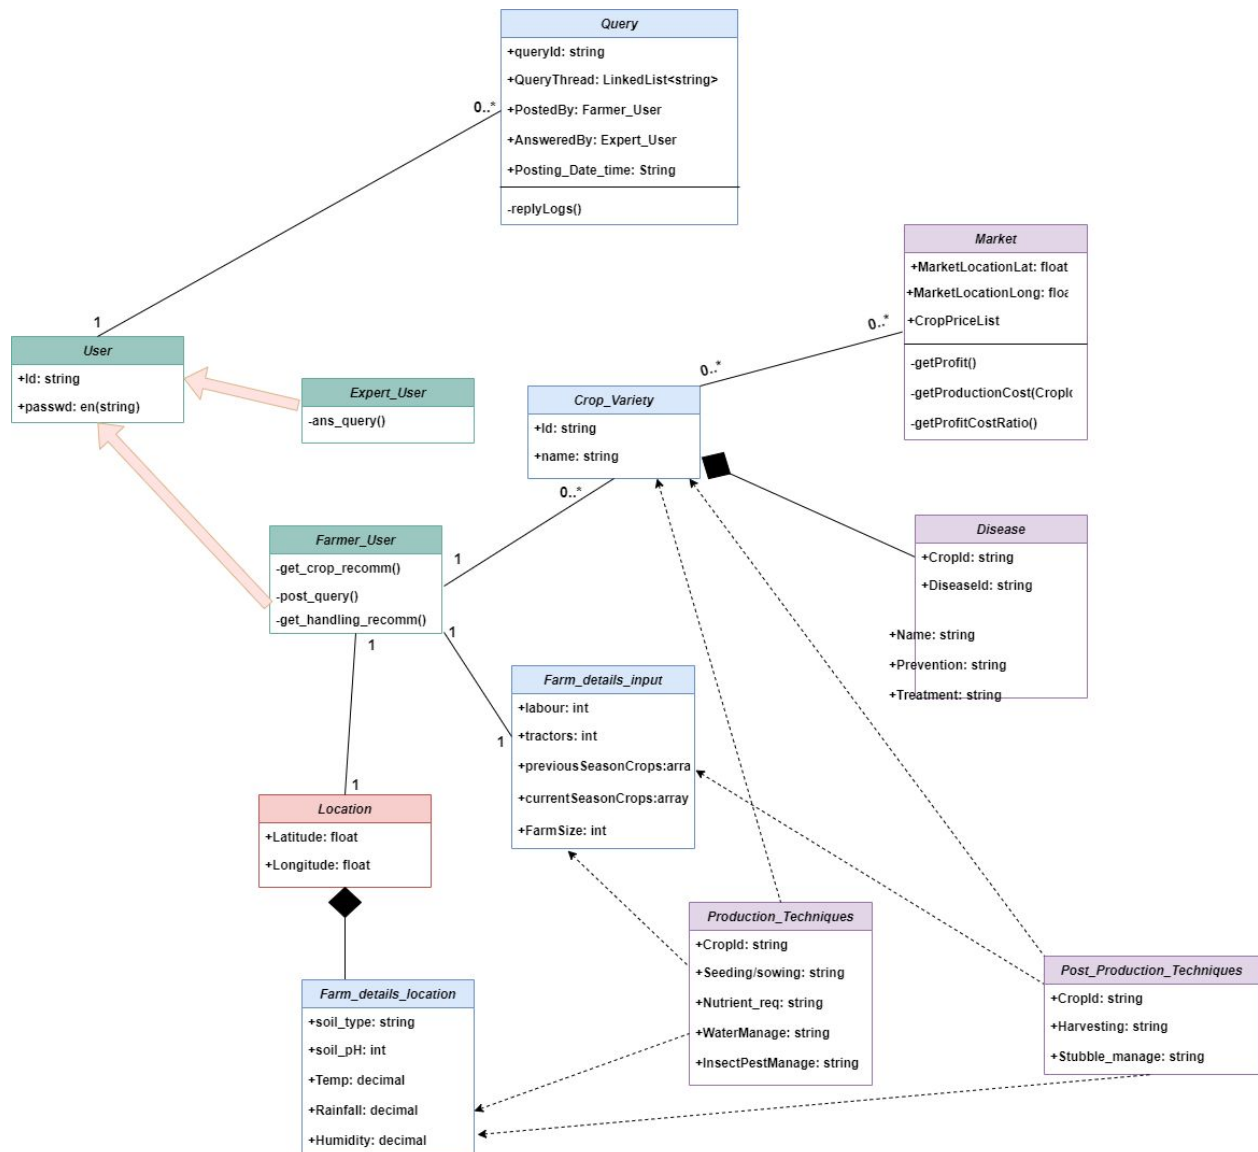 Query
+queryId: string
+QueryThread: LinkedList<string>
+PostedBy: Farmer_User
+AnsweredBy: Expert_User
+Posting_Date_time: String
-replyLogs()
0..*
1
User
+Id: string
+passwd: en(string)
Expert_User
-ans_query()
Market
+MarketLocationLat: float
+MarketLocationLong: floa
+CropPriceList
-getProfit()
-getProductionCost(CropId
-getProfitCostRatio()
0..*
0..*
Crop_Variety
+Id: string
+name: string
0..*
1
Farmer_User
-get_crop_recomm()
-post_query()
-get_handling_recomm()
1
1
Disease
+CropId: string
+DiseaseId: string
+Name: string
+Prevention: string
+Treatment: string
Farm_details_input
+labour: int
+tractors: int
+previousSeasonCrops:arra
+currentSeasonCrops:array
+FarmSize: int
1
1
Location
+Latitude: float
+Longitude: float
Farm_details_location
+soil_type: string
+soil_pH: int
+Temp: decimal
+Rainfall: decimal
+Humidity: decimal
Production_Techniques
+CropId: string
+Seeding/sowing: string
+Nutrient_req: string
+WaterManage: string
+InsectPestManage: string
Post_Production_Techniques
+CropId: string
+Harvesting: string
+Stubble_manage: string